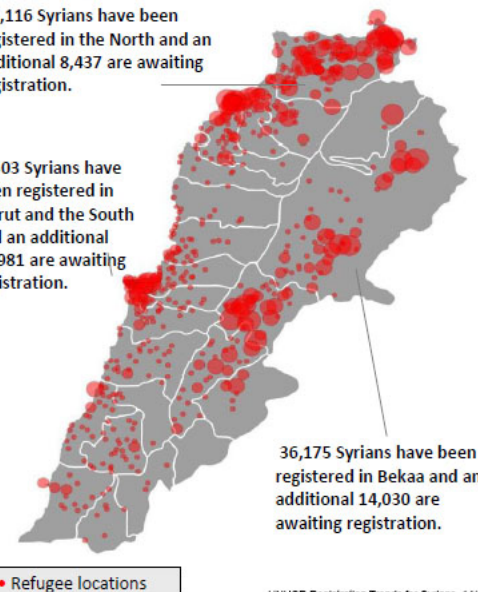 ,116 Syrians have been
gistered in the North and an
ditional 8,437 are awaiting
gistration.
03 Syrians have
en registered in
rut and the South
d an additional
981 are awaiting
istration.
36,175 Syrians have been
registered in Bekaa and an
additional 14,030 are
awaiting registration.
Refugee locations